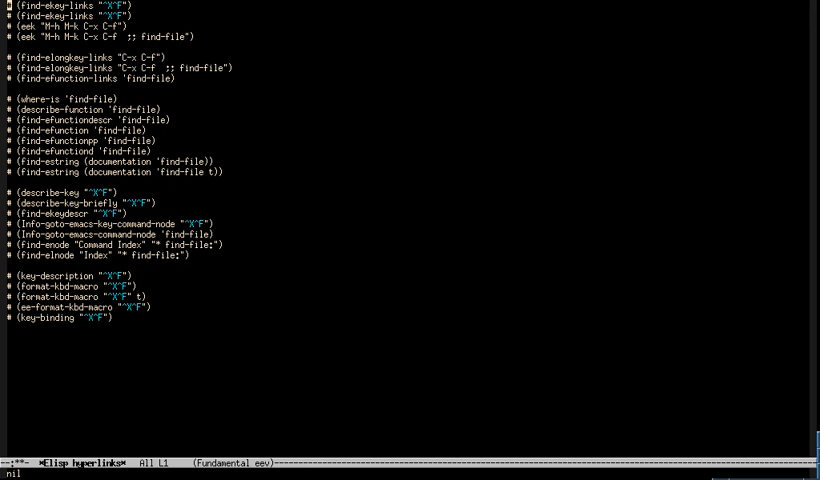 # (find-ekey-links "^X^F")
# (find-ekey-links "^X^F")
# (eek "M-h M-k C-x C-f")
# (eek "M-h M-k C-x C-f  ;; find-file")
# (find-elongkey-links "C-x C-f")
# (find-elongkey-links "C-x C-f  ;; find-file")
# (find-efunction-links 'find-file)
# (where-is 'find-file)
# (describe-function 'find-file)
# (find-efunctiondescr 'find-file)
# (find-efunction 'find-file)
# (find-efunctionpp 'find-file)
# (find-efunctiond 'find-file)
# (find-estring (documentation 'find-file))
# (find-estring (documentation 'find-file t))
# (describe-key "^X^F")
# (describe-key-briefly "^X^F")
# (find-ekeydescr "^X^F")
# (Info-goto-emacs-key-command-node "^X^F")
# (Info-goto-emacs-command-node 'find-file)
# (find-enode "Command Index" "* find-file:")
# (find-elnode "Index" "* find-file:")
# (key-description "^X^F")
# (format-kbd-macro "^X^F")
# (format-kbd-macro "^X^F" t)
# (ee-format-kbd-macro "^X^F")
# (key-binding "^X^F")
--:**-  *Elisp hyperlinks*   All L1     (Fundamental eev)
nil